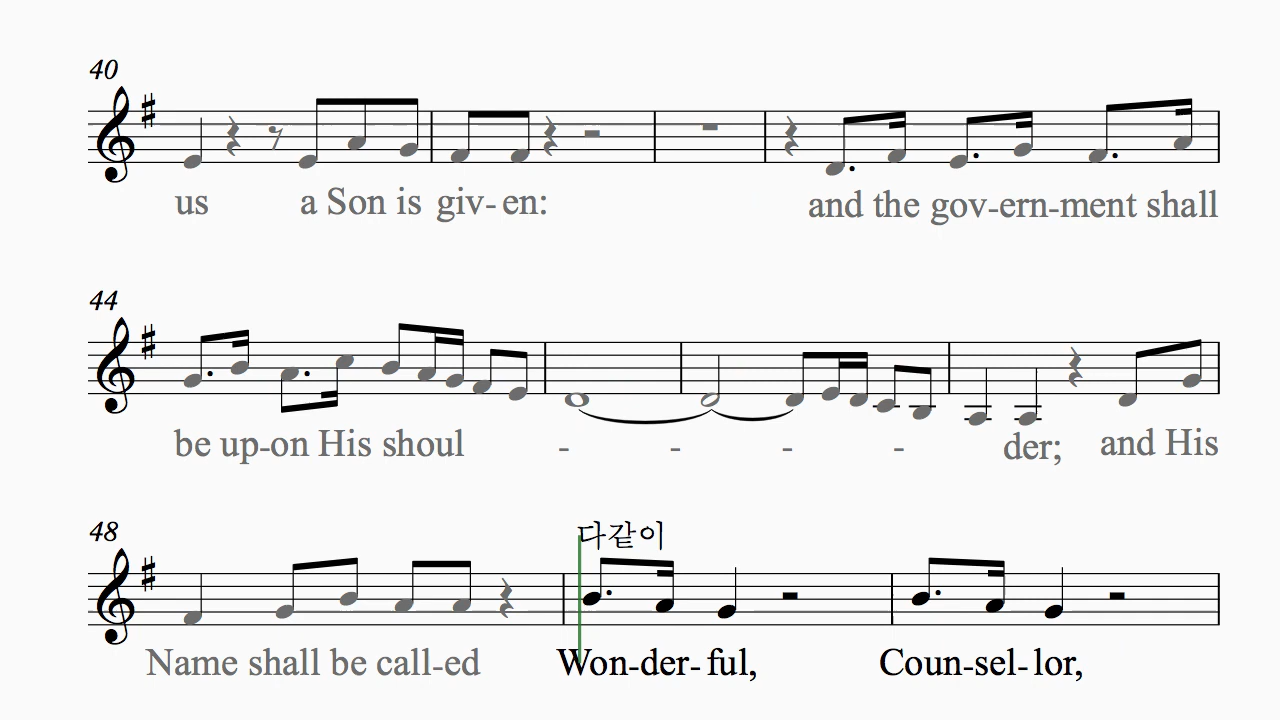 40
us a Son is giv- en: and the gov-ern-ment shall
44
be up-on His shoul - - - - der; and His
48
다같이
Name shall be call-ed Won-der- ful, Coun-sel- lor,